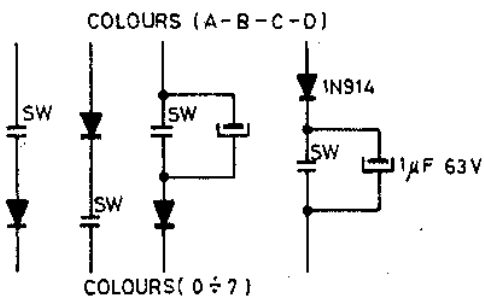 COLOURS (A-B-C-D)
1N914
SW SW SW
1μF 63V
SW
COLOURS(0÷7)